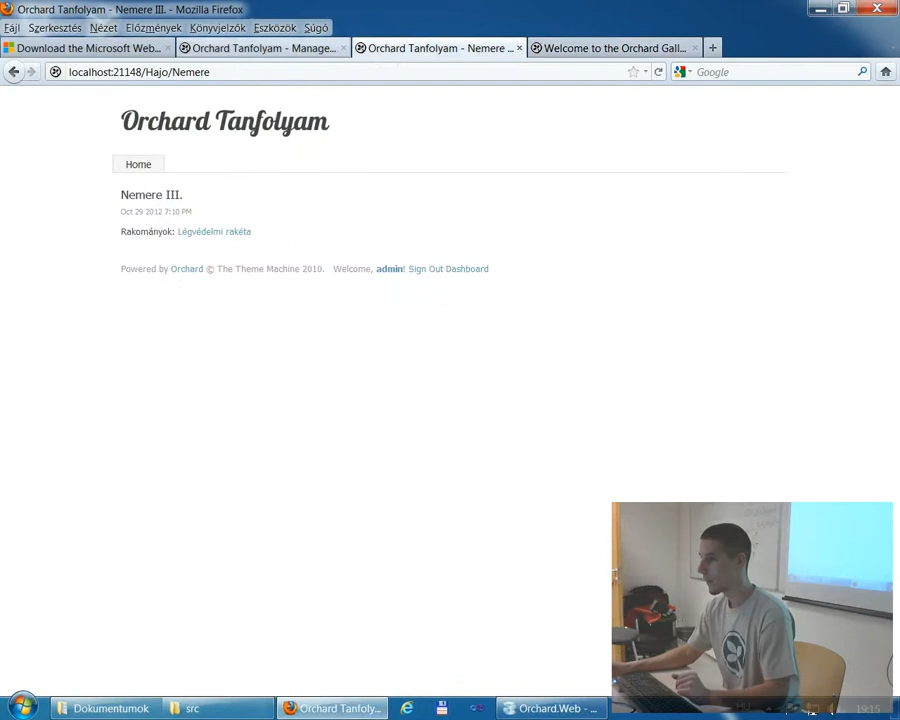 Orchard Tanfolyam - Nemere III. - Mozilla Firefox
Fájl Szerkesztés Nézet Előzmények Könyvjelzők Eszközök Súgó
Download the Microsoft Web... Orchard Tanfolyam - Manage... Orchard Tanfolyam - Nemere ... Welcome to the Orchard Gall...
localhost:21148/Hajo/Nemere Google
Orchard Tanfolyam
Home
Nemere III.
Oct 29 2012 7:10 PM
Rakományok: Légvédelmi rakéta
Powered by Orchard © The Theme Machine 2010. Welcome, admin! Sign Out Dashboard
Dokumentumok src Orchard Tanfoly... Orchard.Web - ... 19:15